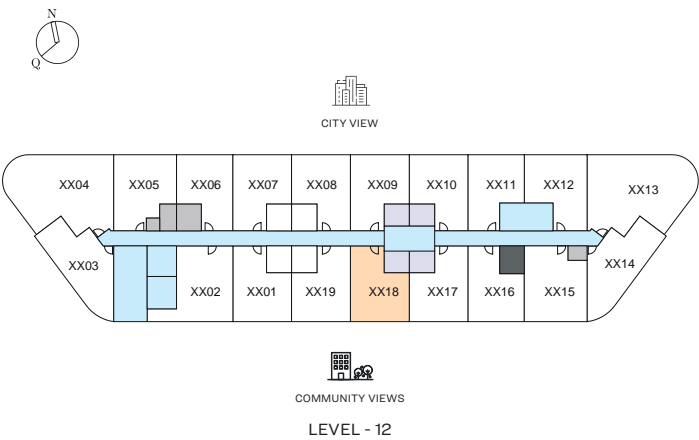 N
Q
CITY VIEW
XX04 XX05 XX06 XX07 XX08 XX09 XX10 XX11 XX12 XX13
XX03 XX02 XX01 XX19 XX18 XX17 XX16 XX15 XX14
COMMUNITY VIEWS
LEVEL - 12